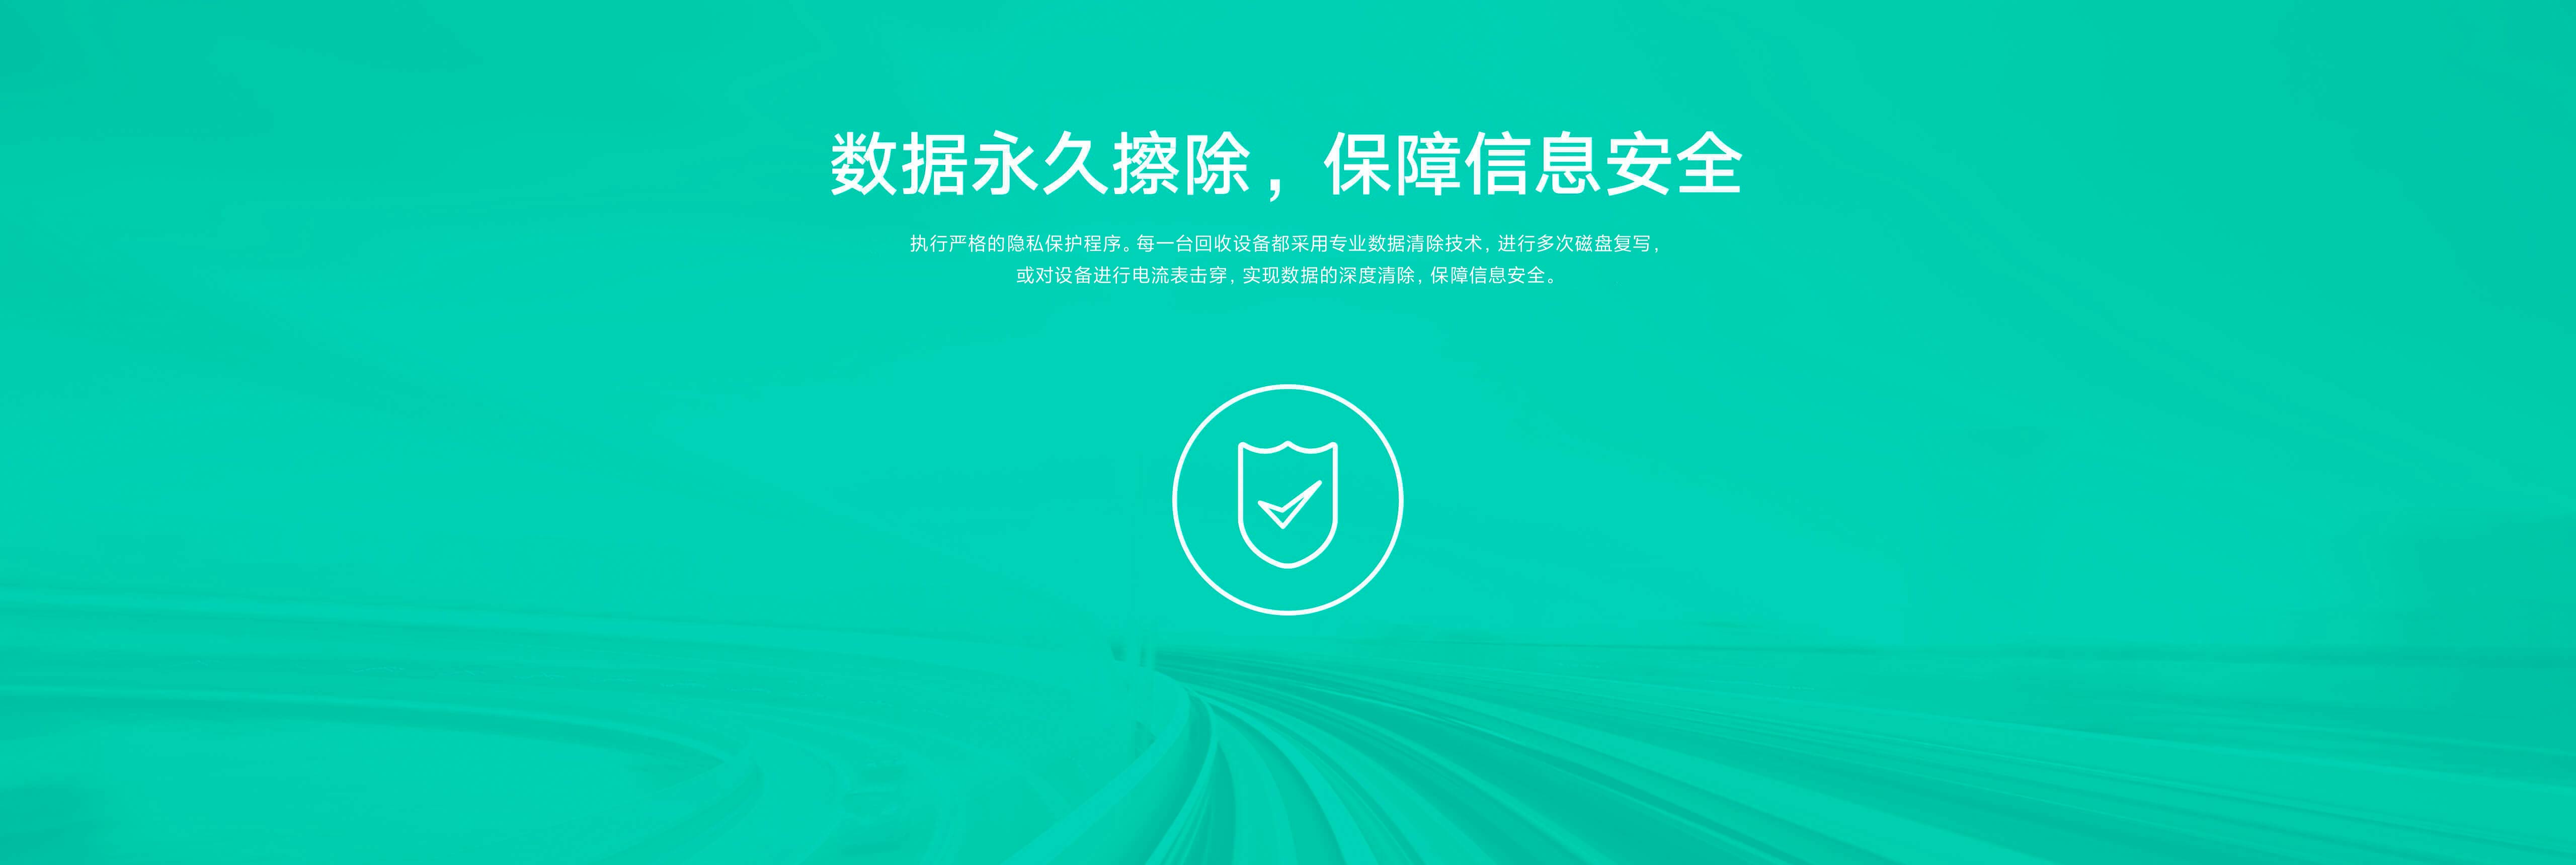 数据永久擦除，保障信息安全
执行严格的隐私保护程序。每一台回收设备都采用专业数据清除技术，进行多次磁盘复写，
或对设备进行电流表击穿，实现数据的深度清除，保障信息安全。